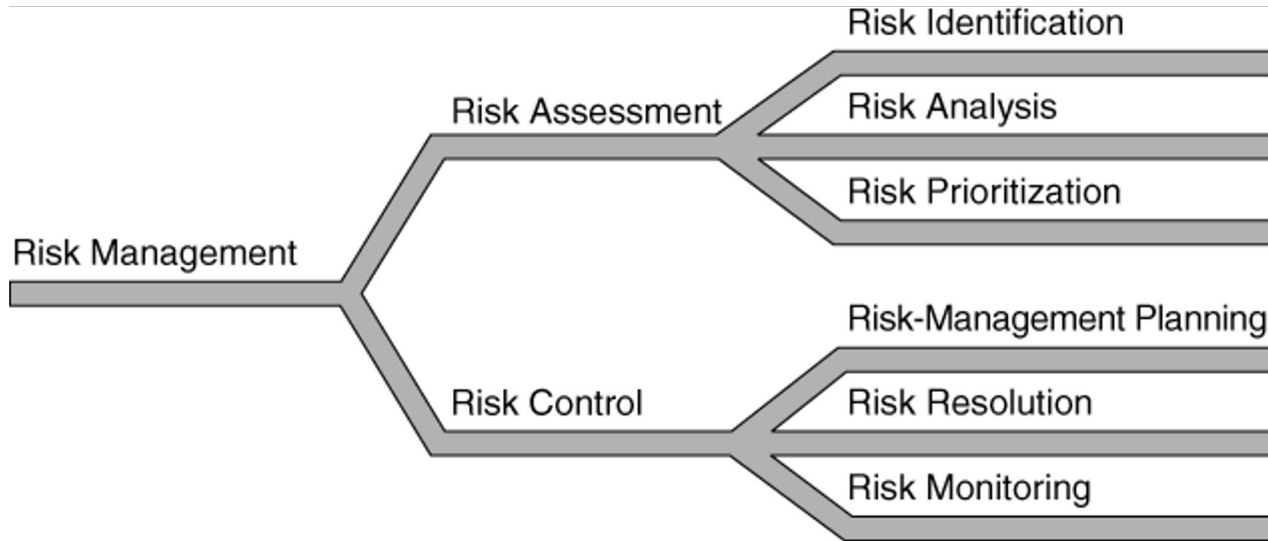 Risk Identification
Risk Assessment
Risk Analysis
Risk Prioritization
Risk Management
Risk-Management Planning
Risk Control
Risk Resolution
Risk Monitoring